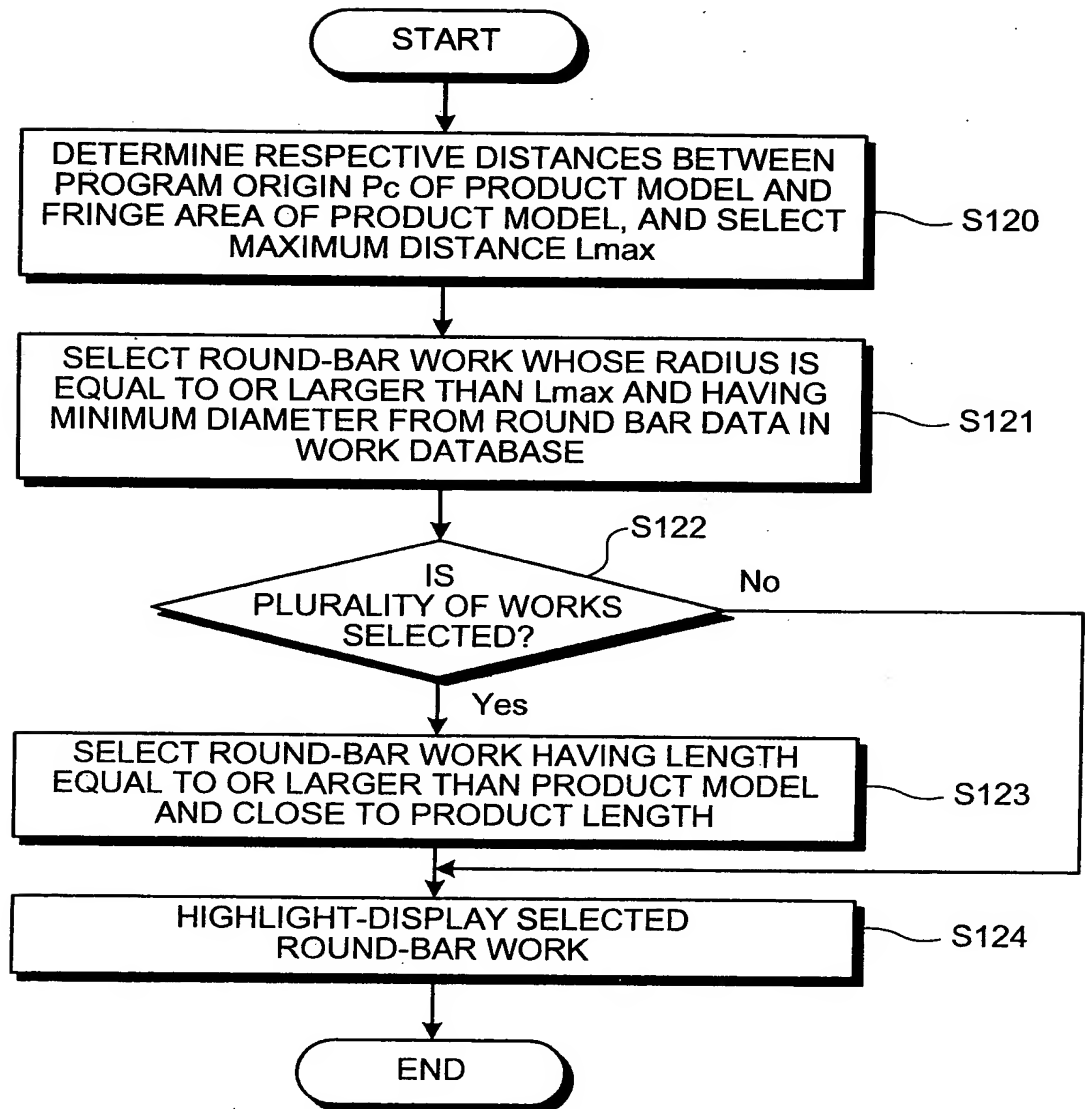 START
DETERMINE RESPECTIVE DISTANCES BETWEEN
PROGRAM ORIGIN Pc OF PRODUCT MODEL AND
FRINGE AREA OF PRODUCT MODEL, AND SELECT
MAXIMUM DISTANCE Lmax
S120
SELECT ROUND-BAR WORK WHOSE RADIUS IS
EQUAL TO OR LARGER THAN Lmax AND HAVING
MINIMUM DIAMETER FROM ROUND BAR DATA IN
WORK DATABASE
S121
S122
IS
PLURALITY OF WORKS
SELECTED?
No
Yes
SELECT ROUND-BAR WORK HAVING LENGTH
EQUAL TO OR LARGER THAN PRODUCT MODEL
AND CLOSE TO PRODUCT LENGTH
S123
HIGHLIGHT-DISPLAY SELECTED
ROUND-BAR WORK
S124
END